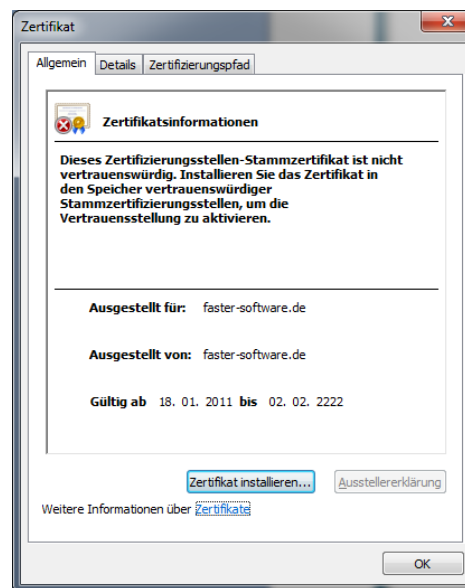 Zertifikat
Allgemein Details Zertifizierungspfad
Zertifikatsinformationen
Dieses Zertifizierungsstellen-Stammzertifikat ist nicht
vertrauenswürdig. Installieren Sie das Zertifikat in
den Speicher vertrauenswürdiger
Stammzertifizierungsstellen, um die
Vertrauensstellung zu aktivieren.
Ausgestellt für: faster-software.de
Ausgestellt von: faster-software.de
Gültig ab 18. 01. 2011 bis 02. 02. 2222
Zertifikat installieren... Ausstellererklärung
Weitere Informationen über Zertifikate
OK